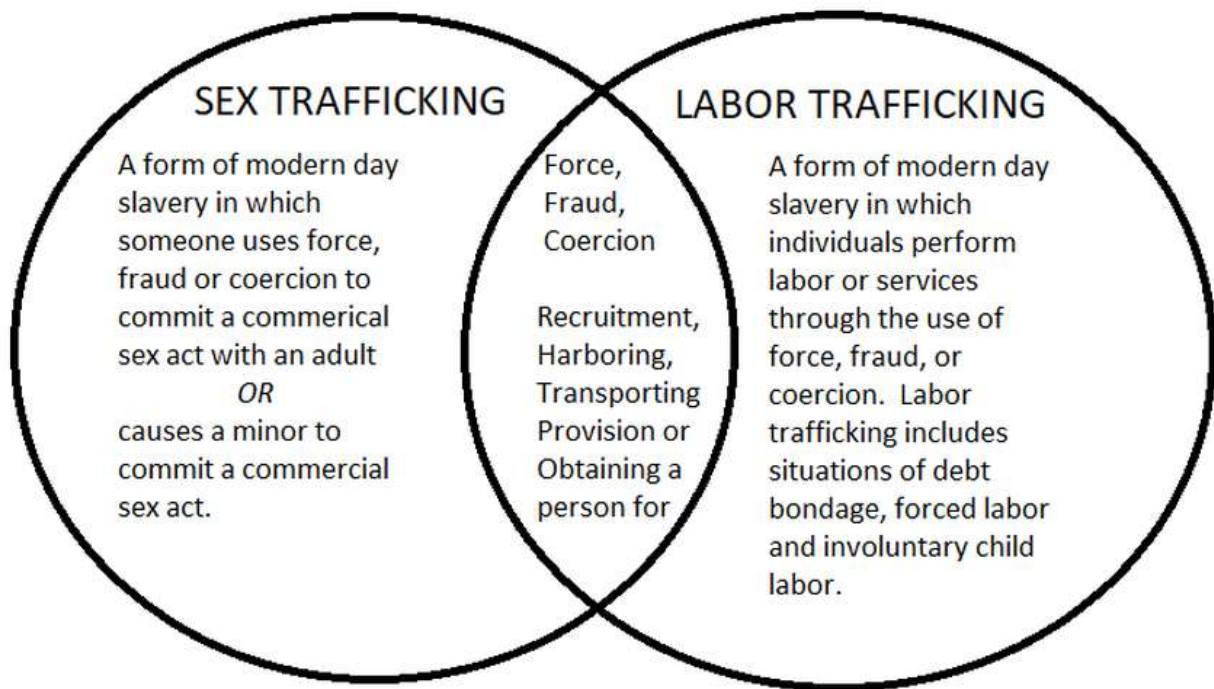 SEX TRAFFICKING
A form of modern day
slavery in which
someone uses force,
fraud or coercion to
commit a commerical
sex act with an adult
OR
causes a minor to
commit a commercial
sex act.
Force,
Fraud,
Coercion
Recruitment,
Harboring,
Transporting
Provision or
Obtaining a
person for
LABOR TRAFFICKING
A form of modern day
slavery in which
individuals perform
labor or services
through the use of
force, fraud, or
coercion.  Labor
trafficking includes
situations of debt
bondage, forced labor
and involuntary child
labor.